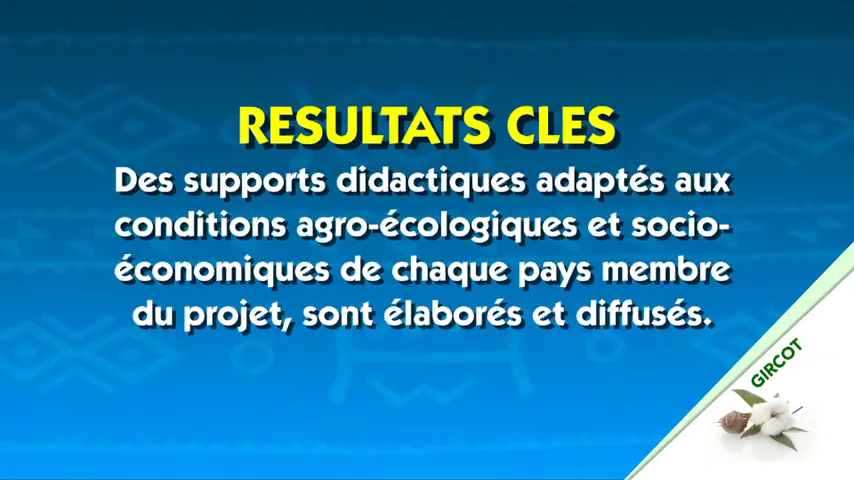 RESULTATS CLES
Des supports didactiques adaptés aux
conditions agro-écologiques et socio-
économiques de chaque pays membre
du projet, sont élaborés et diffusés.
GIRCOT